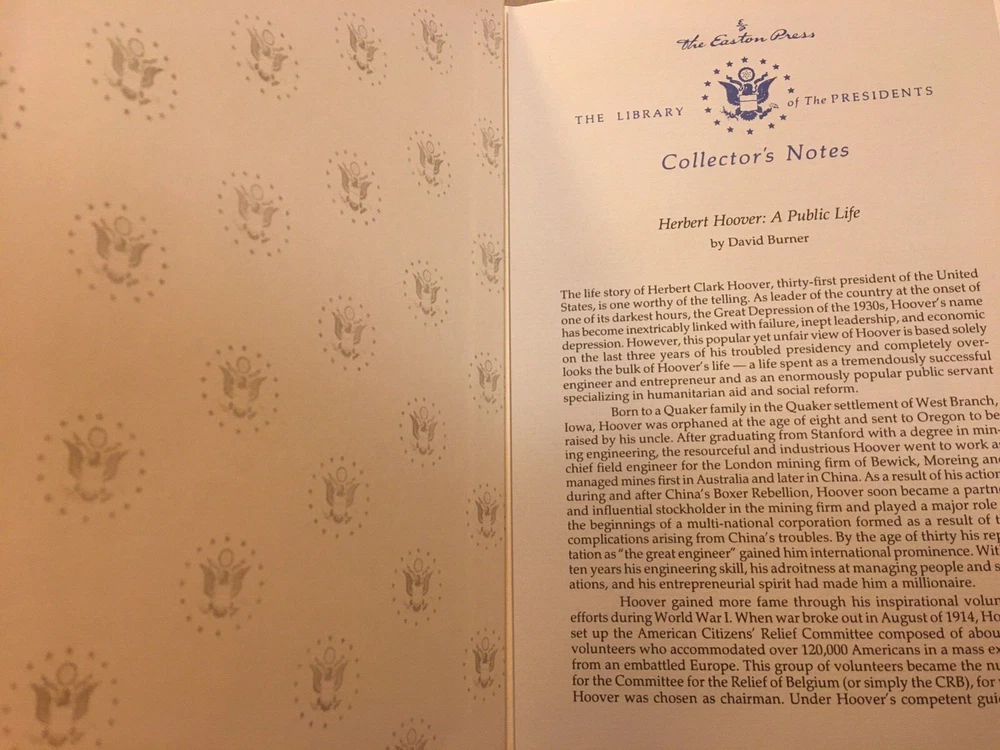 The Easton Press
THE LIBRARY of The PRESIDENTS
Collector's Notes
Herbert Hoover: A Public Life
by David Burner
The life story of Herbert Clark Hoover, thirty-first president of the United
States, is one worthy of the telling. As leader of the country at the onset of
one of its darkest hours, the Great Depression of the 1930s, Hoover's name
has become inextricably linked with failure, inept leadership, and economic
depression. However, this popular yet unfair view of Hoover is based solely
on the last three years of his troubled presidency and completely over-
looks the bulk of Hoover's life — a life spent as a tremendously successful
engineer and entrepreneur and as an enormously popular public servant
specializing in humanitarian aid and social reform.
Born to a Quaker family in the Quaker settlement of West Branch,
Iowa, Hoover was orphaned at the age of eight and sent to Oregon to be
raised by his uncle. After graduating from Stanford with a degree in min-
ing engineering, the resourceful and industrious Hoover went to work as
chief field engineer for the London mining firm of Bewick, Moreing and
managed mines first in Australia and later in China. As a result of his action
during and after China's Boxer Rebellion, Hoover soon became a partn
and influential stockholder in the mining firm and played a major role
the beginnings of a multi-national corporation formed as a result of t
complications arising from China's troubles. By the age of thirty his rep
tation as "the great engineer" gained him international prominence. Wit
ten years his engineering skill, his adroitness at managing people and s
ations, and his entrepreneurial spirit had made him a millionaire.
Hoover gained more fame through his inspirational volun
efforts during World War I. When war broke out in August of 1914, Ho
set up the American Citizens' Relief Committee composed of abou
volunteers who accommodated over 120,000 Americans in a mass ex
from an embattled Europe. This group of volunteers became the nu
for the Committee for the Relief of Belgium (or simply the CRB), for
Hoover was chosen as chairman. Under Hoover's competent gui